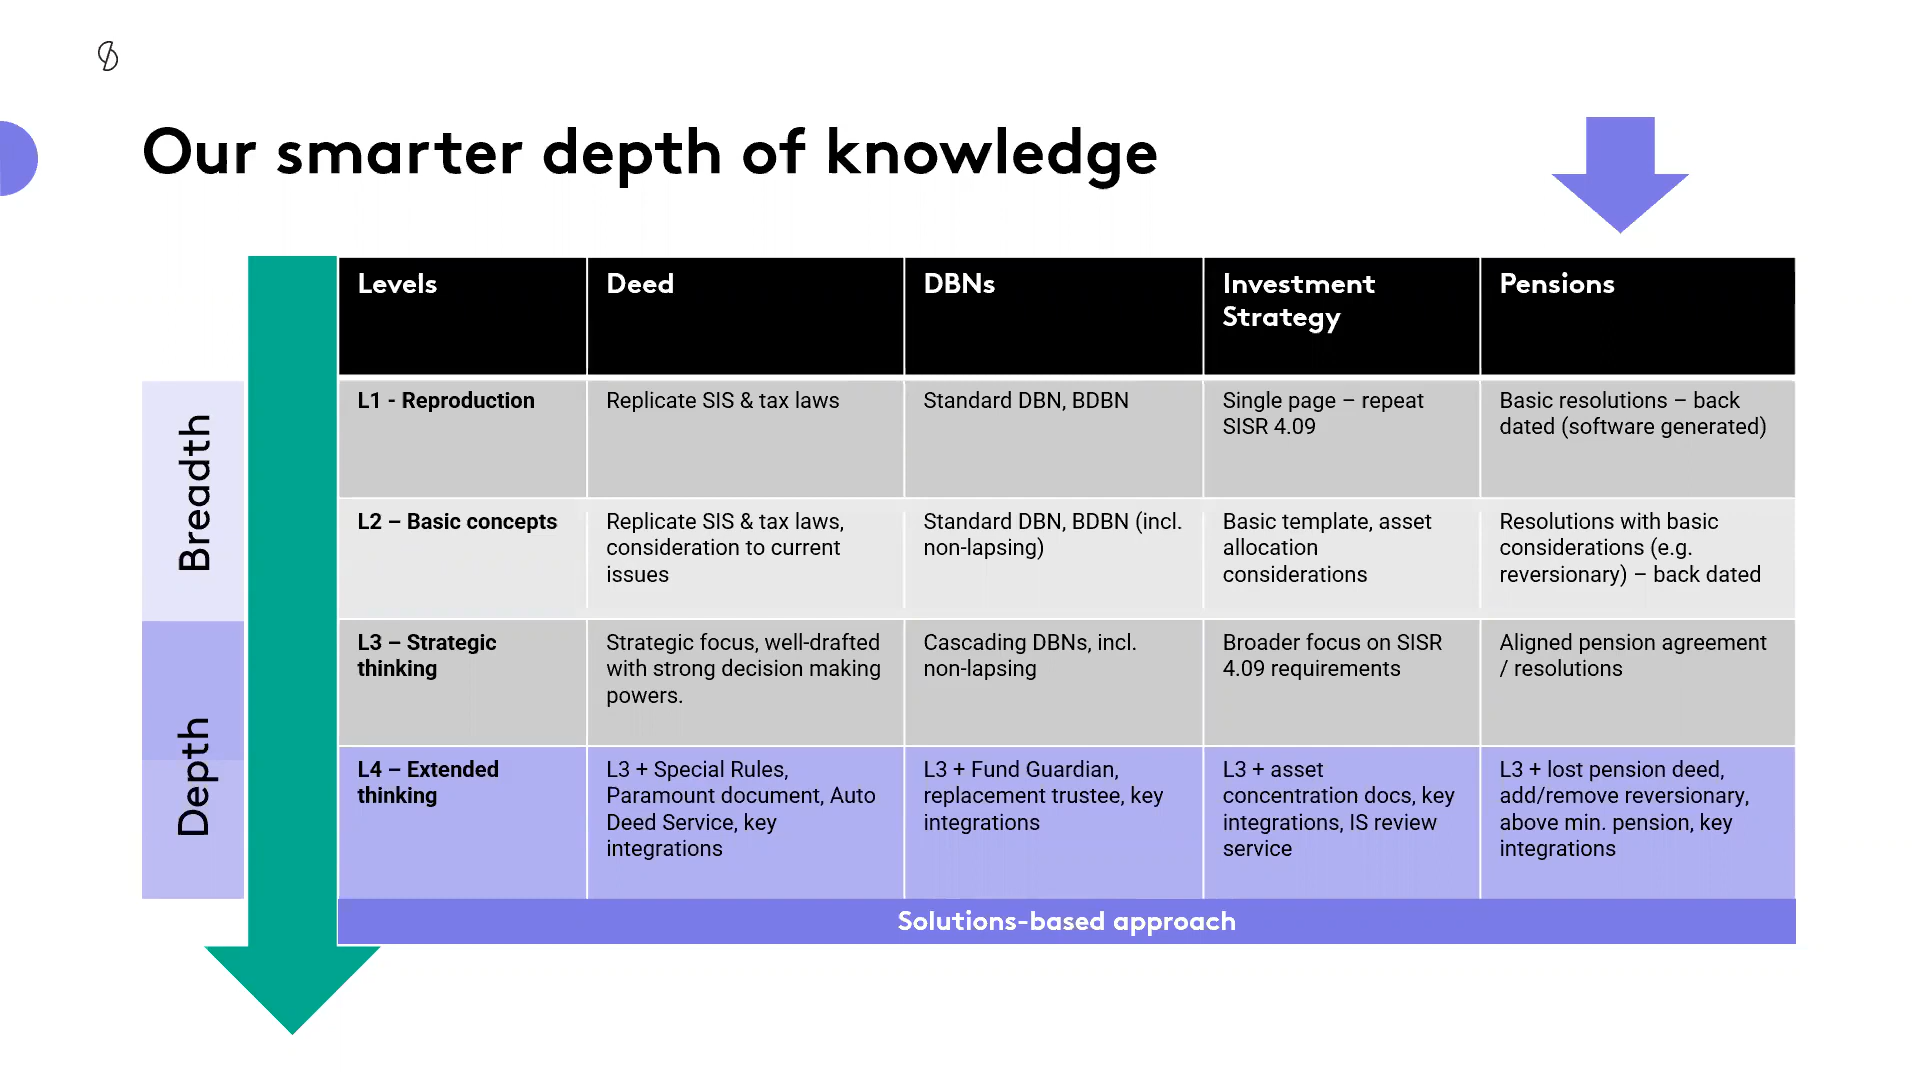 Our smarter depth of knowledge
Levels
Deed
DBNs
Investment
Strategy
Pensions
Breadth
L1 - Reproduction
Replicate SIS & tax laws
Standard DBN, BDBN
Single page – repeat
SISR 4.09
Basic resolutions – back
dated (software generated)
L2 – Basic concepts
Replicate SIS & tax laws,
consideration to current
issues
Standard DBN, BDBN (incl.
non-lapsing)
Basic template, asset
allocation
considerations
Resolutions with basic
considerations (e.g.
reversionary) – back dated
Depth
L3 – Strategic
thinking
Strategic focus, well-drafted
with strong decision making
powers.
Cascading DBNs, incl.
non-lapsing
Broader focus on SISR
4.09 requirements
Aligned pension agreement
/ resolutions
L4 – Extended
thinking
L3 + Special Rules,
Paramount document, Auto
Deed Service, key
integrations
L3 + Fund Guardian,
replacement trustee, key
integrations
L3 + asset
concentration docs, key
integrations, IS review
service
L3 + lost pension deed,
add/remove reversionary,
above min. pension, key
integrations
Solutions-based approach